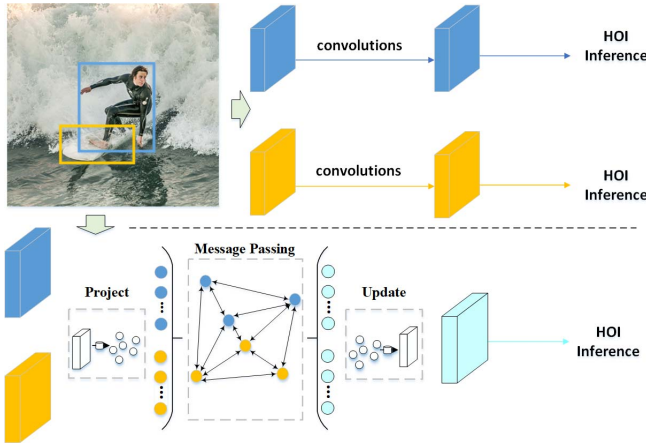 convolutions
HOI
Inference
convolutions
HOI
Inference
Message Passing
Project
Update
HOI
Inference